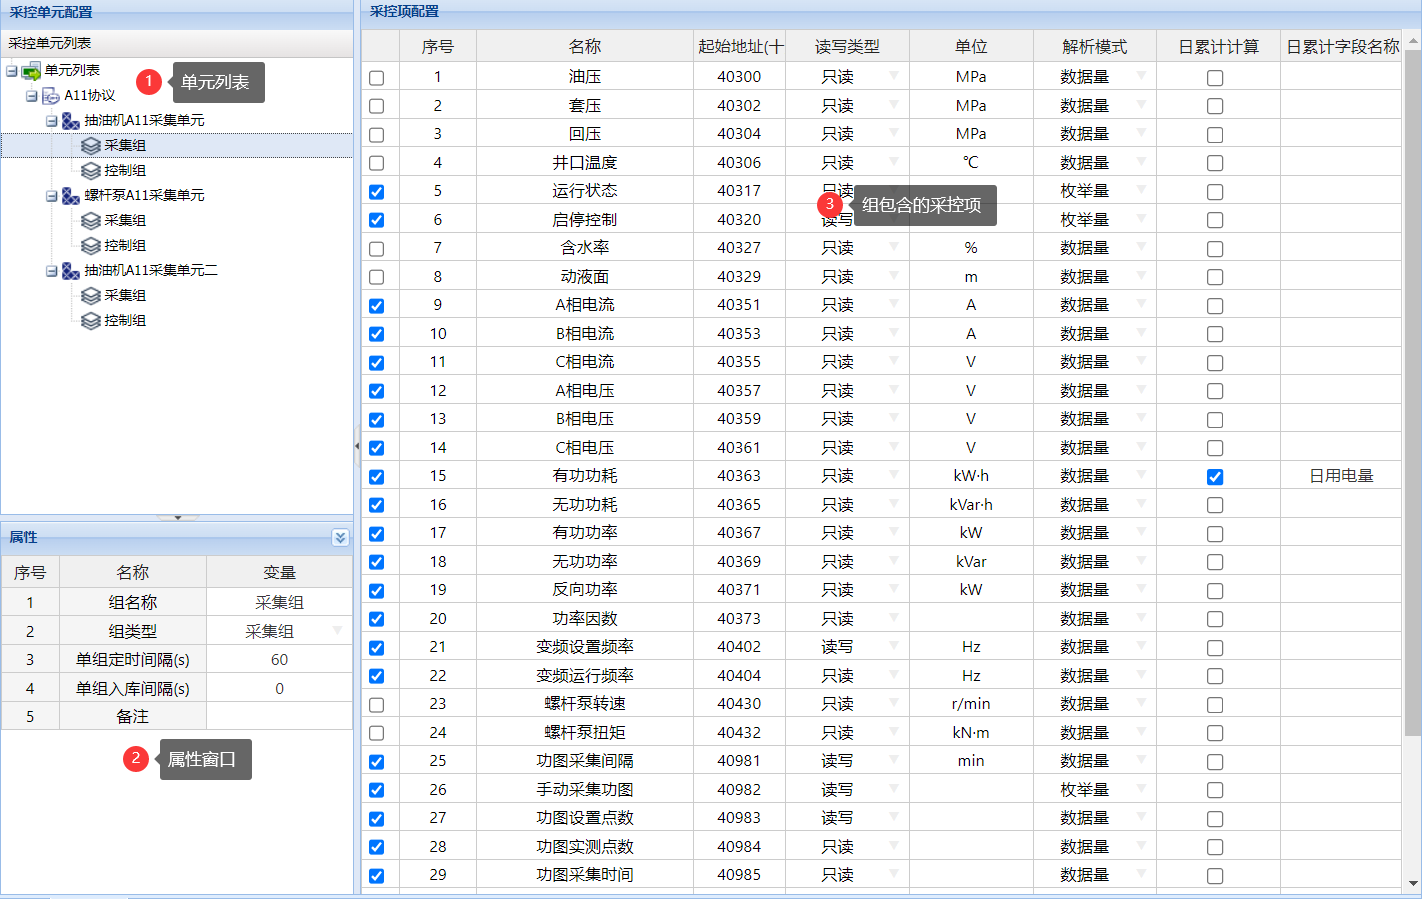 采控单元配置
采控单元列表
单元列表
A11协议
抽油机A11采集单元
采集组
控制组
螺杆泵A11采集单元
采集组
控制组
抽油机A11采集单元二
采集组
控制组
1 单元列表
属性
序号 名称 变量
1 组名称 采集组
2 组类型 采集组
3 单组定时间隔(s) 60
4 单组入库间隔(s) 0
5 备注
2 属性窗口
采控项配置
序号 名称 起始地址(十 读写类型 单位 解析模式 日累计计算 日累计字段名称
1 油压 40300 只读 MPa 数据量
2 套压 40302 只读 MPa 数据量
3 回压 40304 只读 MPa 数据量
4 井口温度 40306 只读 ℃ 数据量
5 运行状态 40317 只读 枚举量
3 组包含的采控项
6 启停控制 40320 读写 枚举量
7 含水率 40327 只读 % 数据量
8 动液面 40329 只读 m 数据量
9 A相电流 40351 只读 A 数据量
10 B相电流 40353 只读 A 数据量
11 C相电流 40355 只读 V 数据量
12 A相电压 40357 只读 V 数据量
13 B相电压 40359 只读 V 数据量
14 C相电压 40361 只读 V 数据量
15 有功功耗 40363 只读 kW·h 数据量 日用电量
16 无功功耗 40365 只读 kVar·h 数据量
17 有功功率 40367 只读 kW 数据量
18 无功功率 40369 只读 kVar 数据量
19 反向功率 40371 只读 kW 数据量
20 功率因数 40373 只读 数据量
21 变频设置频率 40402 读写 Hz 数据量
22 变频运行频率 40404 只读 Hz 数据量
23 螺杆泵转速 40430 只读 r/min 数据量
24 螺杆泵扭矩 40432 只读 kN·m 数据量
25 功图采集间隔 40981 读写 min 数据量
26 手动采集功图 40982 读写 枚举量
27 功图设置点数 40983 读写 数据量
28 功图实测点数 40984 只读 数据量
29 功图采集时间 40985 只读 数据量